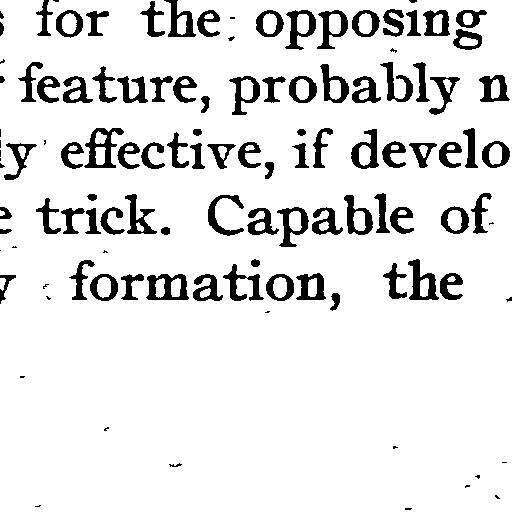 for the opposing
feature, probably n
ly effective, if develo
e trick. Capable of
y formation, the